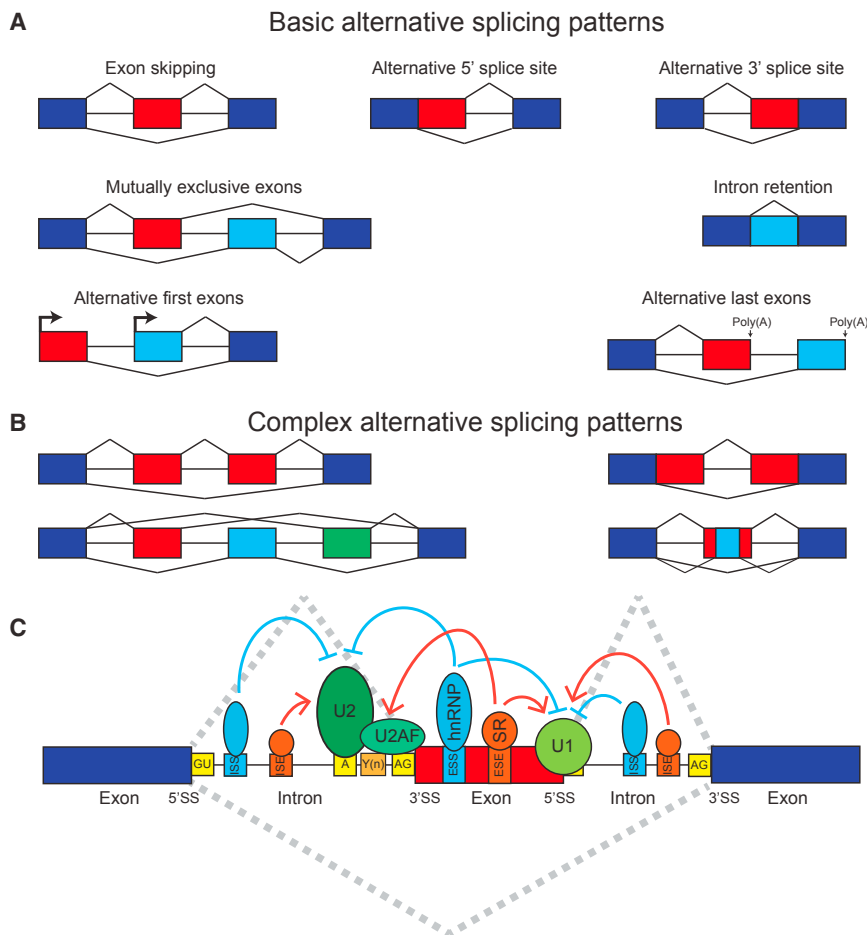 A
Basic alternative splicing patterns
Exon skipping
Alternative 5' splice site
Alternative 3' splice site
Mutually exclusive exons
Intron retention
Alternative first exons
Alternative last exons
Poly(A)
Poly(A)
B
Complex alternative splicing patterns
C
U2
U2AF
hnRNP
SR
U1
GU
ISS
ISE
A
Y(n)
AG
ESS
ESE
ISS
ISE
AG
Exon
5'SS
Intron
3'SS
Exon
5'SS
Intron
3'SS
Exon